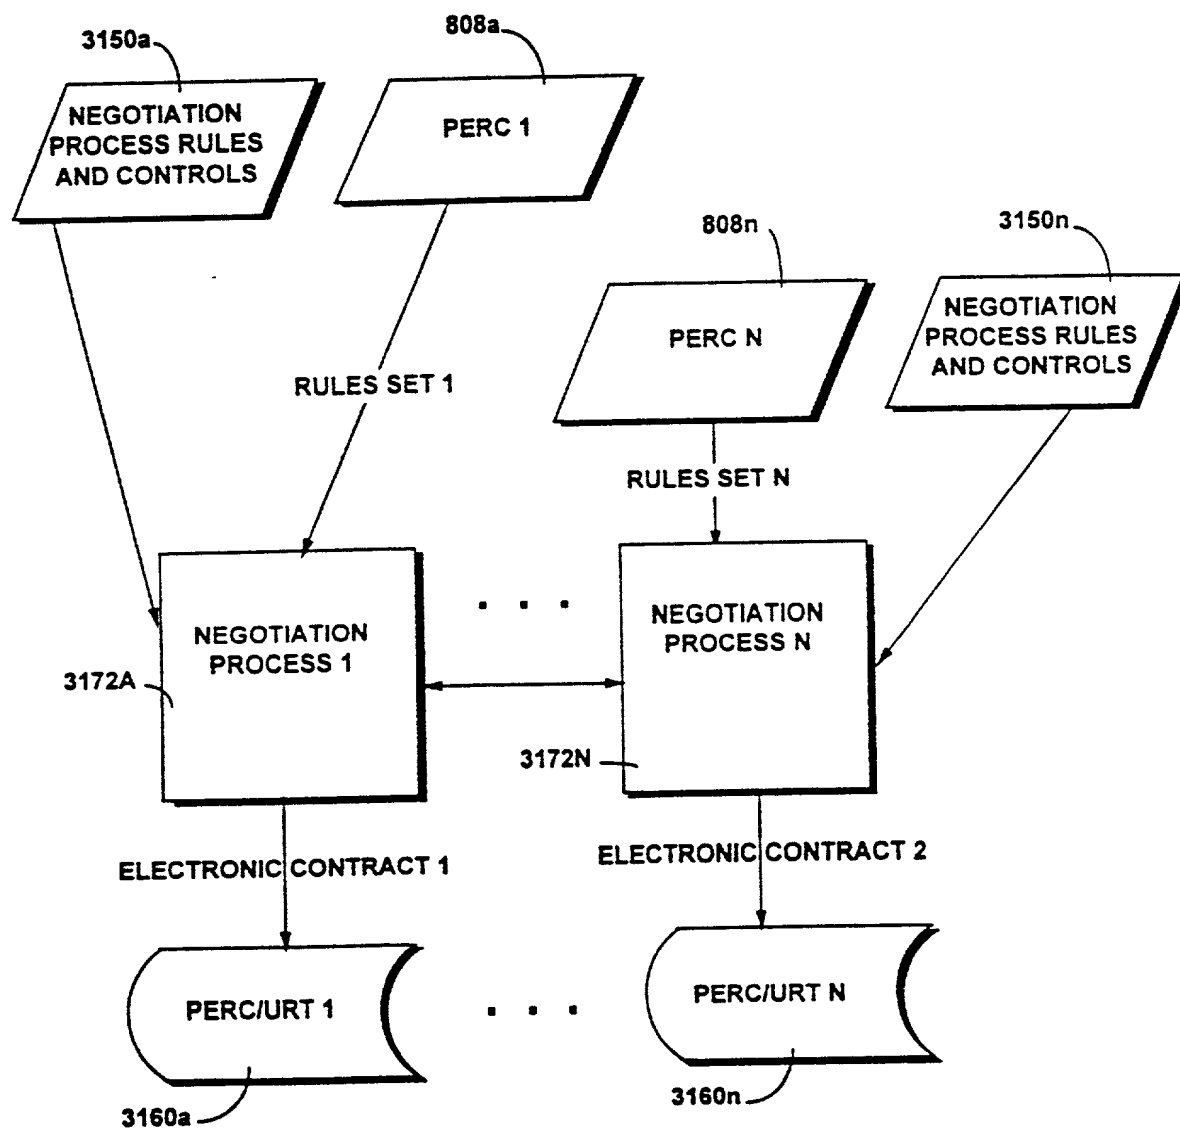 3150a
808a
NEGOTIATION
PROCESS RULES
AND CONTROLS
PERC 1
808n
3150n
PERC N
NEGOTIATION
PROCESS RULES
AND CONTROLS
RULES SET 1
RULES SET N
NEGOTIATION
PROCESS 1
. . .
NEGOTIATION
PROCESS N
3172A
3172N
ELECTRONIC CONTRACT 1
ELECTRONIC CONTRACT 2
PERC/URT 1
. . .
PERC/URT N
3160a
3160n